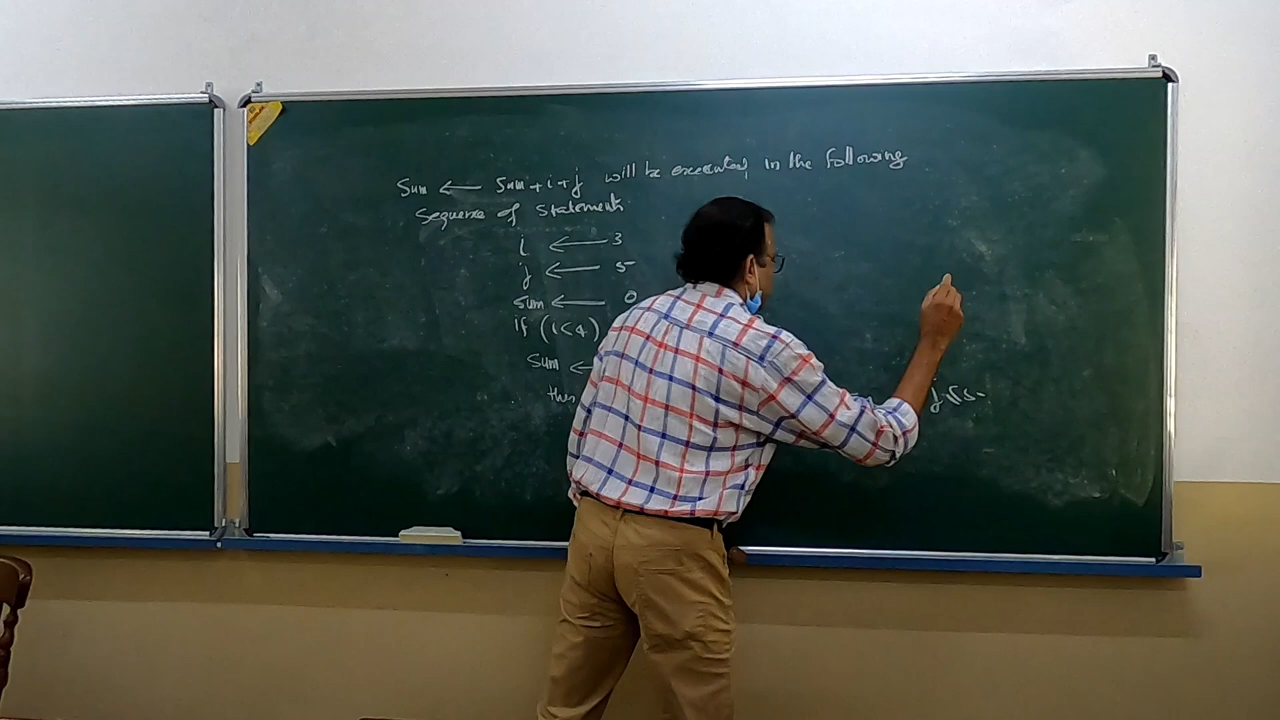 Sum ← Sum + i + j will be executed in the following
Sequence of statements
i ← 3
j ← 5
Sum ← 0
if (i<4)
Sum ←
then